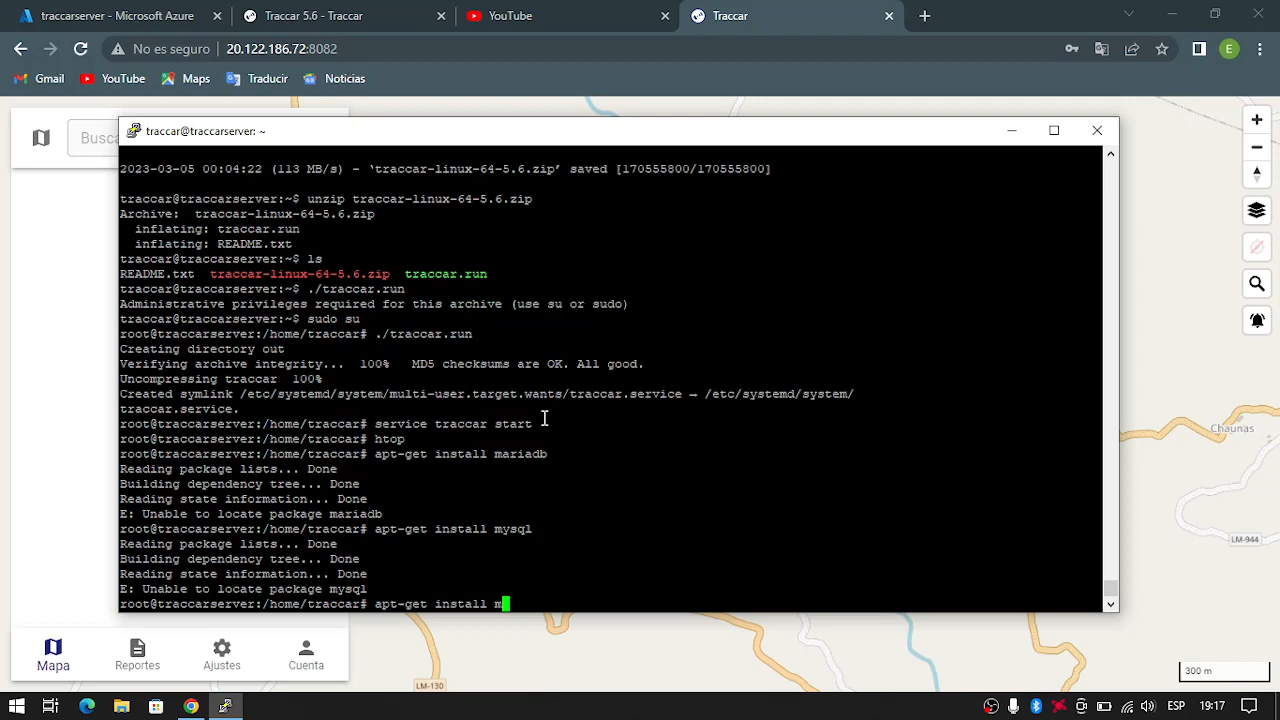 traccarserver - Microsoft Azure
Traccar 5.6 - Traccar
YouTube
Traccar
No es seguro
20.122.186.72:8082
E
Gmail
YouTube
Maps
Traducir
Noticias
Busca
traccar@traccarserver: ~
2023-03-05 00:04:22 (113 MB/s) - ‘traccar-linux-64-5.6.zip’ saved [170555800/170555800]
traccar@traccarserver:~$ unzip traccar-linux-64-5.6.zip
Archive:  traccar-linux-64-5.6.zip
inflating: traccar.run
inflating: README.txt
traccar@traccarserver:~$ ls
README.txt  traccar-linux-64-5.6.zip  traccar.run
traccar@traccarserver:~$ ./traccar.run
Administrative privileges required for this archive (use su or sudo)
traccar@traccarserver:~$ sudo su
root@traccarserver:/home/traccar# ./traccar.run
Creating directory out
Verifying archive integrity...  100%   MD5 checksums are OK. All good.
Uncompressing traccar  100%
Created symlink /etc/systemd/system/multi-user.target.wants/traccar.service → /etc/systemd/system/
traccar.service.
root@traccarserver:/home/traccar# service traccar start
root@traccarserver:/home/traccar# htop
root@traccarserver:/home/traccar# apt-get install mariadb
Reading package lists... Done
Building dependency tree... Done
Reading state information... Done
E: Unable to locate package mariadb
root@traccarserver:/home/traccar# apt-get install mysql
Reading package lists... Done
Building dependency tree... Done
Reading state information... Done
E: Unable to locate package mysql
root@traccarserver:/home/traccar# apt-get install m
Chaunas
LM-944
LM-130
300 m
Mapa
Reportes
Ajustes
Cuenta
ESP
19:17